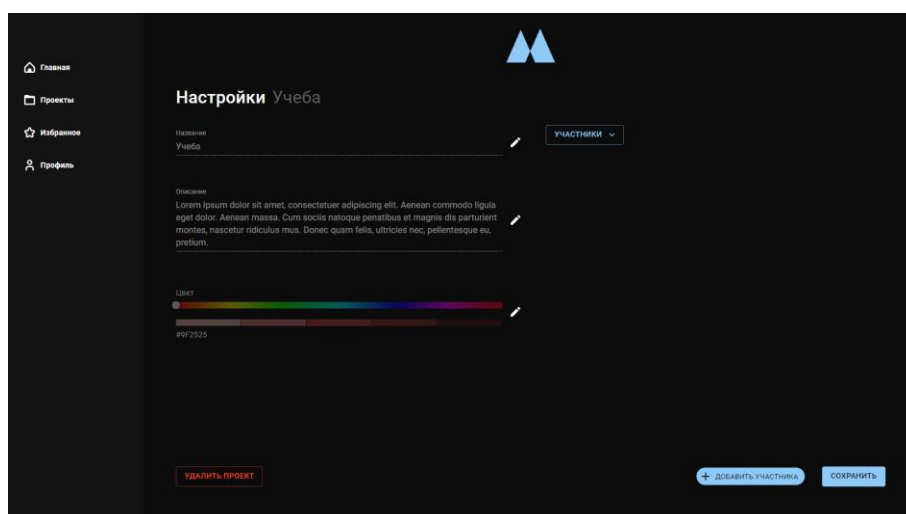 Главная
Проекты
Избранное
Профиль
Настройки Учеба
Название
Учеба
УЧАСТНИКИ
Описание
Lorem ipsum dolor sit amet, consectetuer adipiscing elit. Aenean commodo ligula
eget dolor. Aenean massa. Cum sociis natoque penatibus et magnis dis parturient
montes, nascetur ridiculus mus. Donec quam felis, ultricies nec, pellentesque eu,
pretium.
Цвет
#9F2525
УДАЛИТЬ ПРОЕКТ
+ ДОБАВИТЬ УЧАСТНИКА
СОХРАНИТЬ